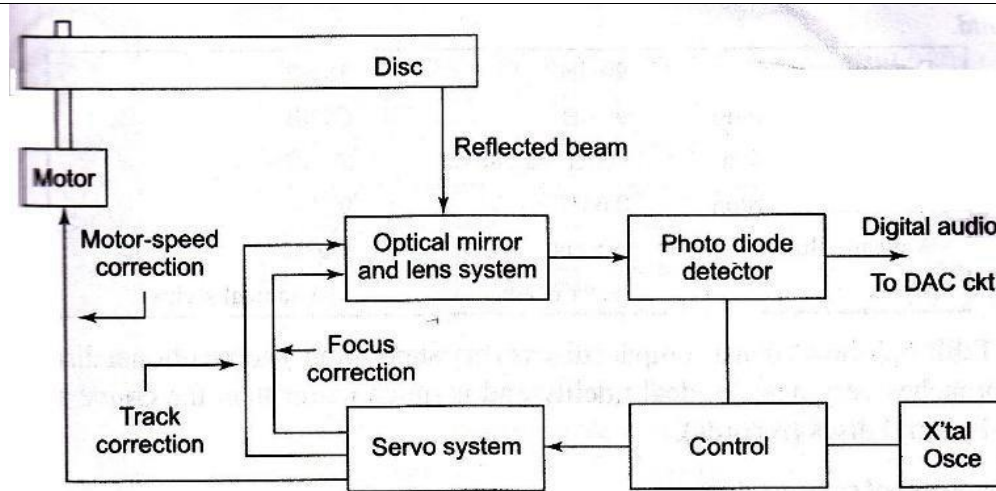 Disc
Reflected beam
Motor
Motor-speed
correction
Optical mirror
and lens system
Photo diode
detector
Digital audio
To DAC ckt
Focus
correction
Track
correction
Servo system
Control
X'tal
Osce